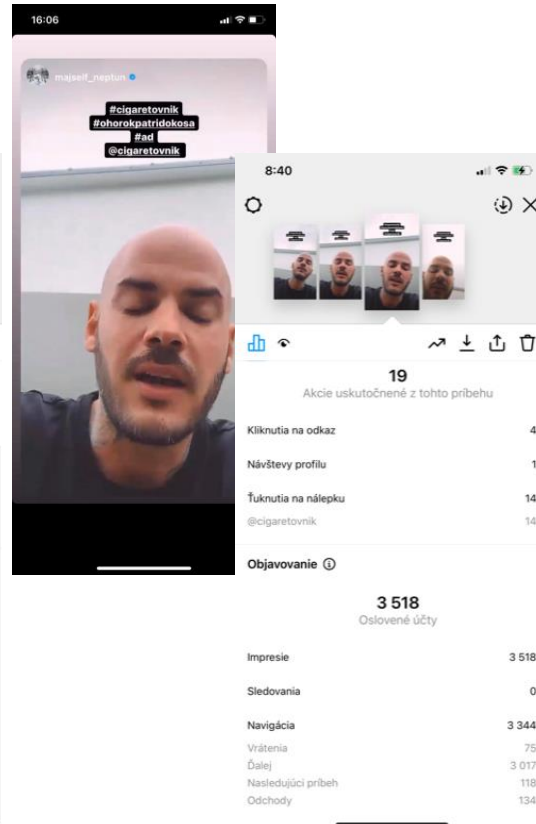 16:06
majself_neptun
#cigaretovnik
#ohorokpatridokosa
#ad
@cigaretovnik
8:40
19
Akcie uskutočnené z tohto príbehu
Kliknutia na odkaz 4
Návštevy profilu 1
Ťuknutia na nálepku 14
@cigaretovnik 14
Objavovanie
3 518
Oslovené účty
Impresie 3 518
Sledovania 0
Navigácia 3 344
Vrátenia 75
Ďalej 3 017
Nasledujúci príbeh 118
Odchody 134